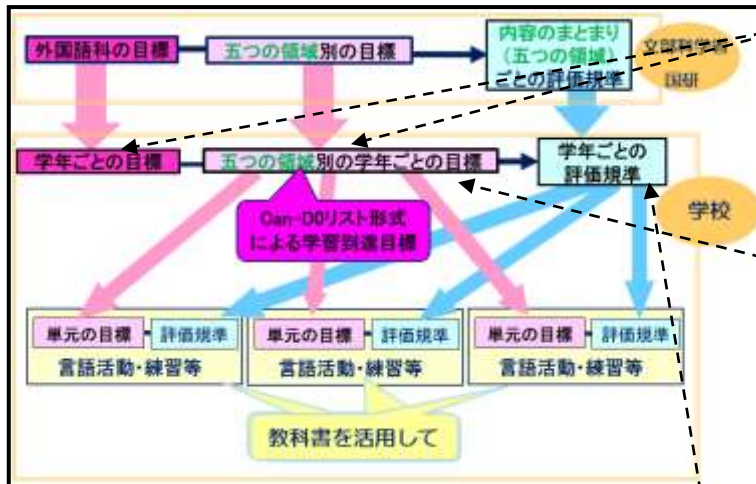 外国語科の目標
五つの領域別の目標
内容のまとまり
(五つの領域)
ごとの評価規準
文部科学省
国研
学年ごとの目標
五つの領域別の学年ごとの目標
学年ごとの
評価規準
学校
Can-DOリスト形式
による学習到達目標
単元の目標
評価規準
言語活動・練習等
単元の目標
評価規準
言語活動・練習等
単元の目標
評価規準
言語活動・練習等
教科書を活用して